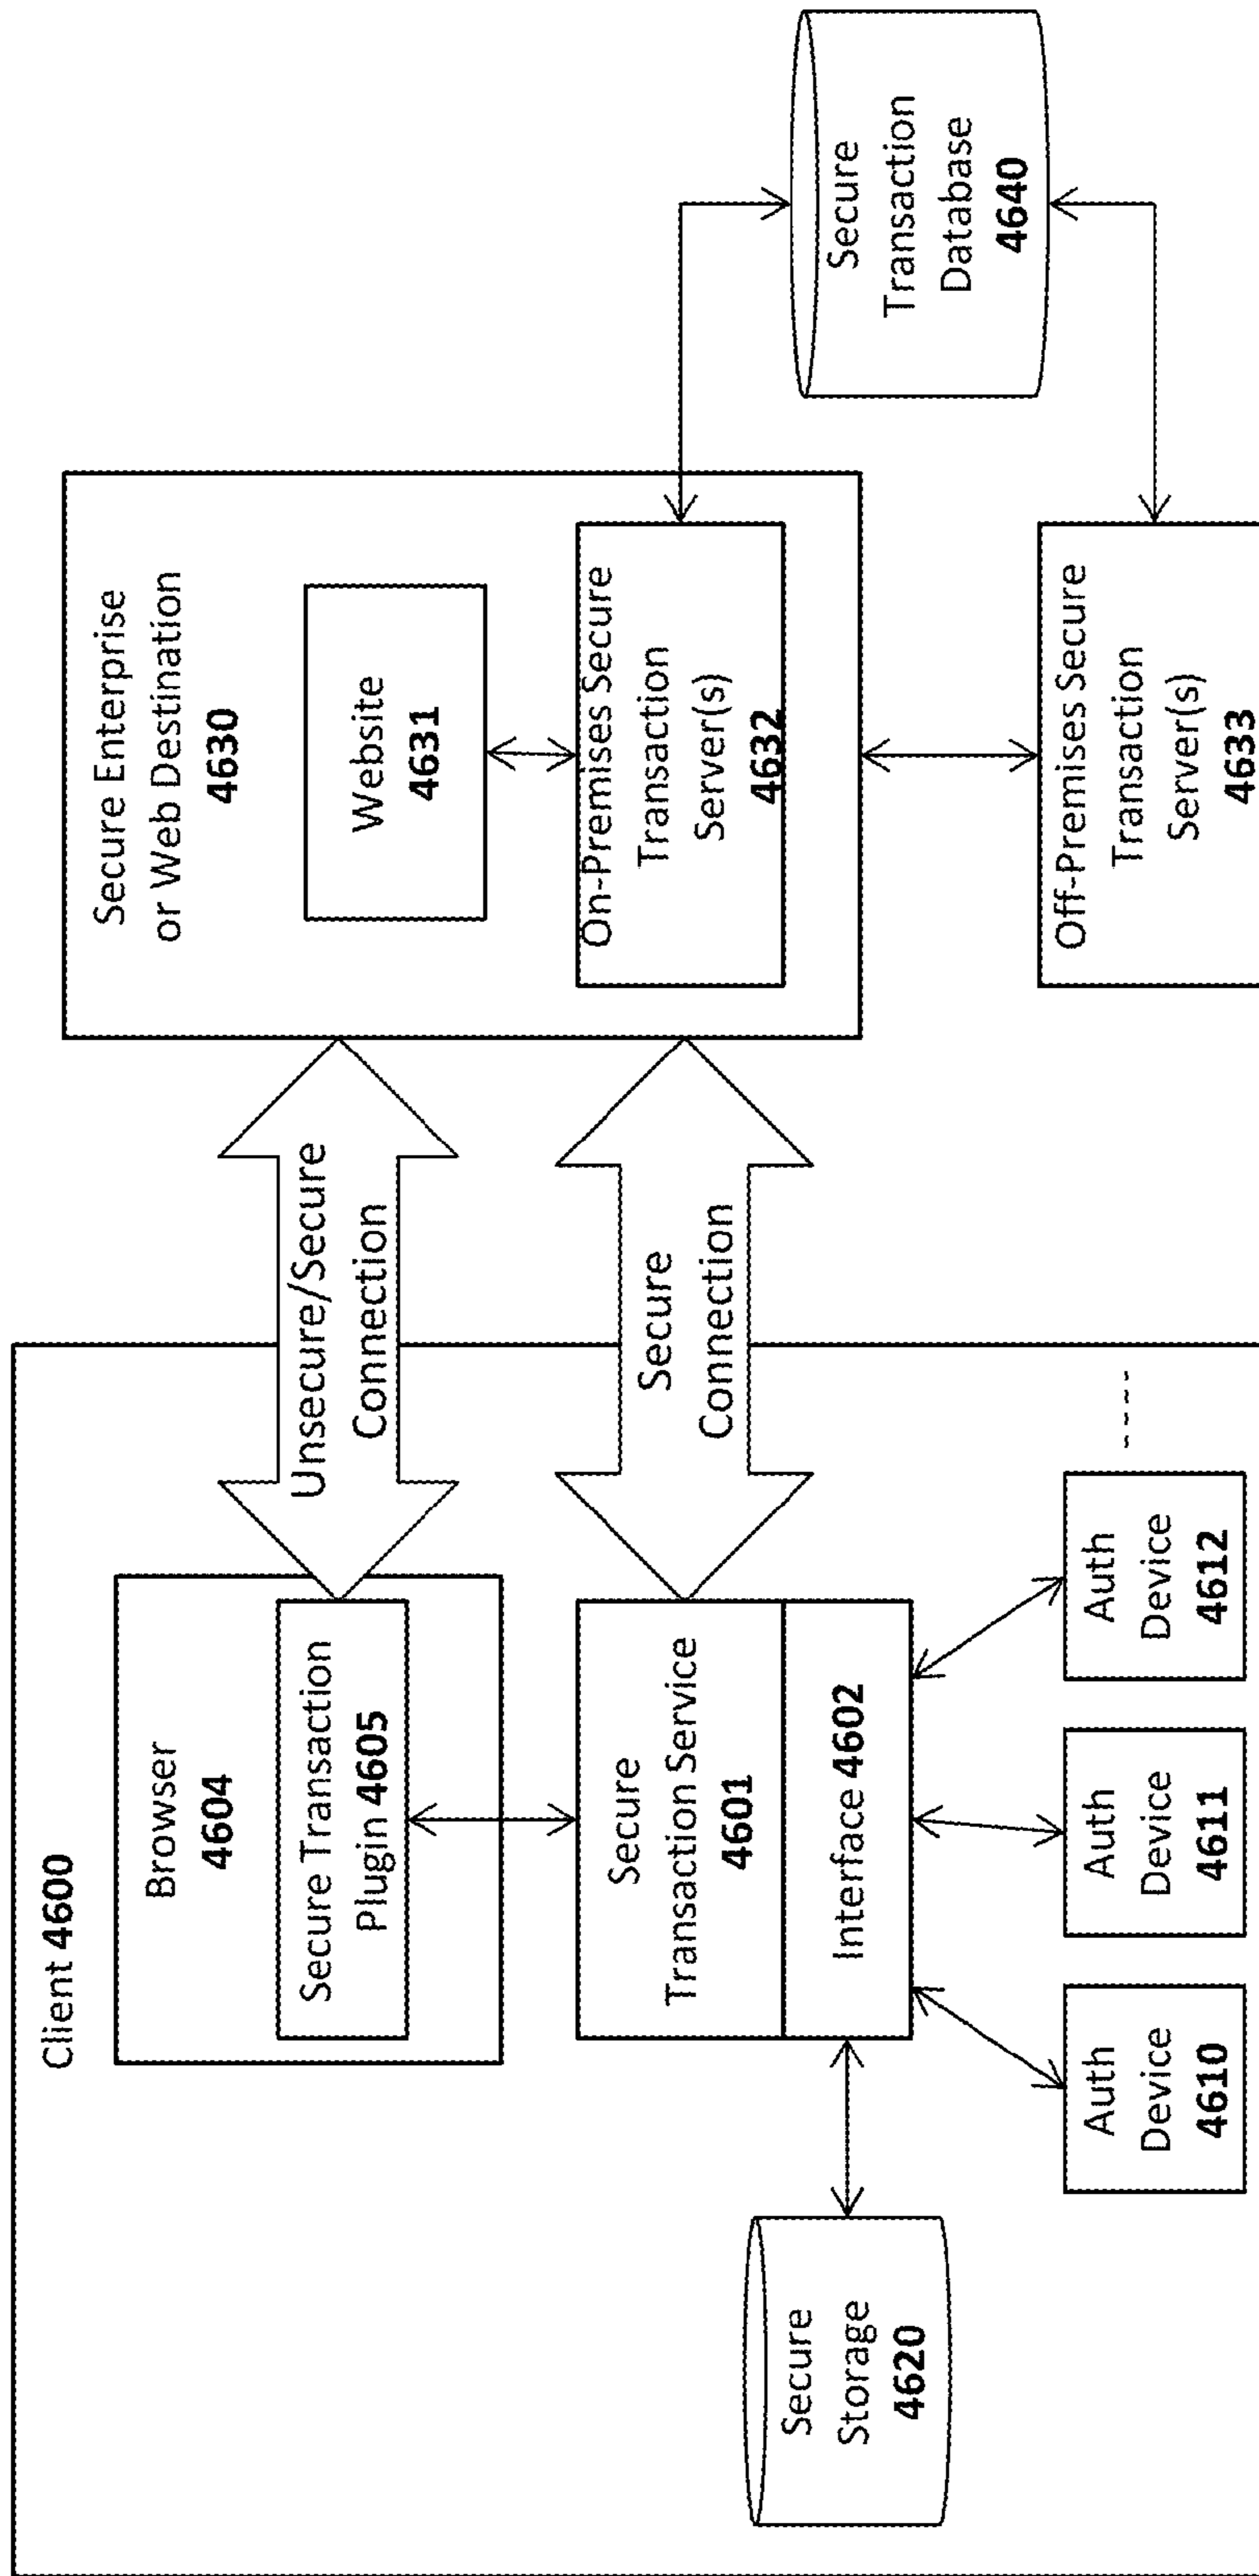 Client 4600
Browser
4604
Secure Transaction
Plugin 4605
Secure
Transaction Service
4601
Interface 4602
Secure
Storage
4620
Auth
Device
4610
Auth
Device
4611
Auth
Device
4612
Unsecure/Secure
Connection
Secure
Connection
Secure Enterprise
or Web Destination
4630
Website
4631
On-Premises Secure
Transaction
Server(s)
4632
Off-Premises Secure
Transaction
Server(s)
4633
Secure
Transaction
Database
4640